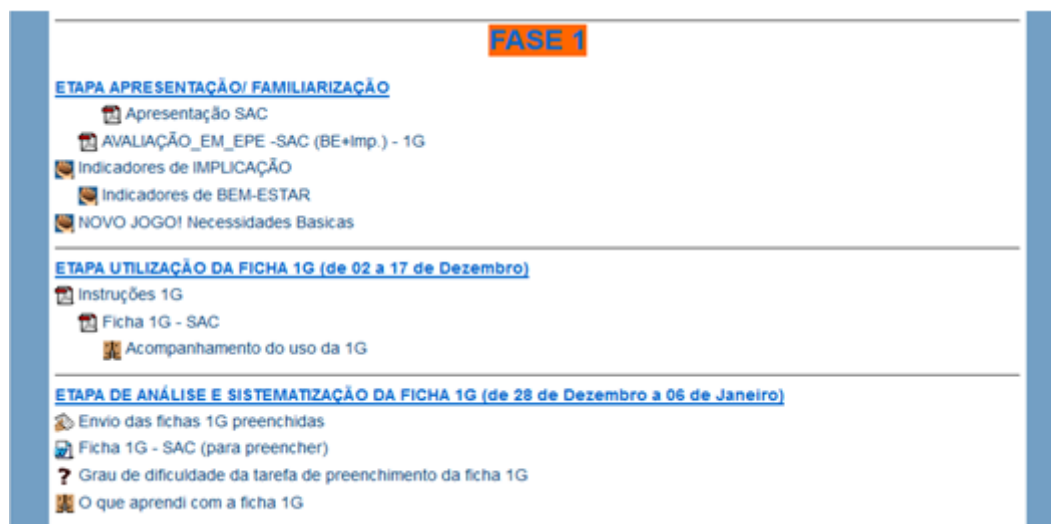 FASE 1
ETAPA APRESENTAÇÃO/ FAMILIARIZAÇÃO
Apresentação SAC
AVALIAÇÃO_EM_EPE -SAC (BE+Imp.) - 1G
Indicadores de IMPLICAÇÃO
Indicadores de BEM-ESTAR
NOVO JOGO! Necessidades Basicas
ETAPA UTILIZAÇÃO DA FICHA 1G (de 02 a 17 de Dezembro)
Instruções 1G
Ficha 1G - SAC
Acompanhamento do uso da 1G
ETAPA DE ANÁLISE E SISTEMATIZAÇÃO DA FICHA 1G (de 28 de Dezembro a 06 de Janeiro)
Envio das fichas 1G preenchidas
Ficha 1G - SAC (para preencher)
Grau de dificuldade da tarefa de preenchimento da ficha 1G
O que aprendi com a ficha 1G